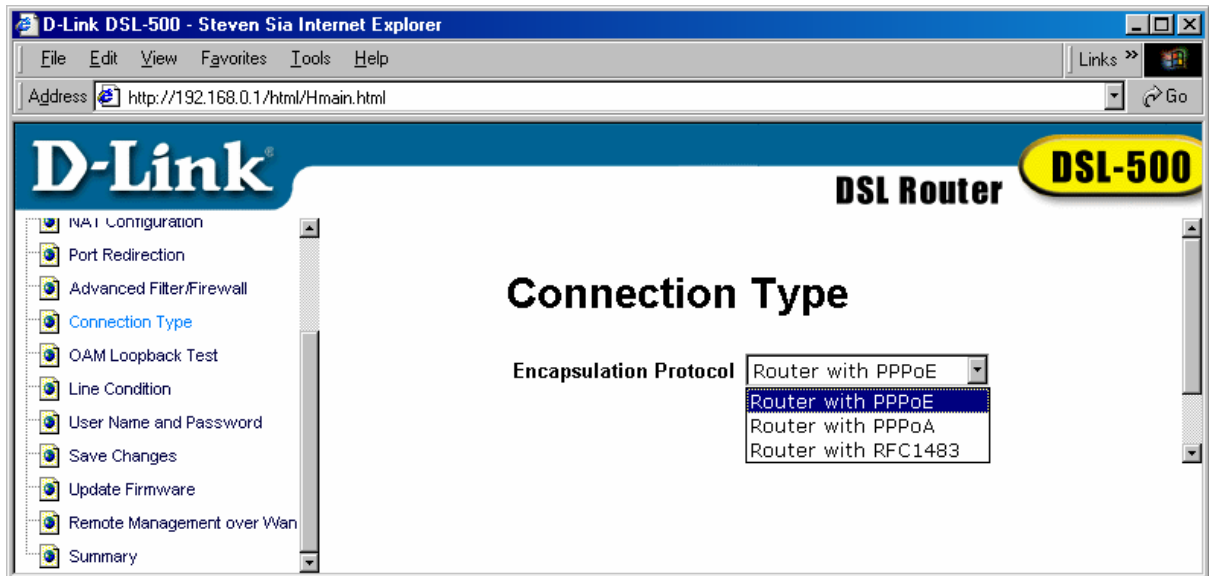 D-Link DSL-500 - Steven Sia Internet Explorer
File Edit View Favorites Tools Help
Links »
Address http://192.168.0.1/html/Hmain.html
Go
D-Link®
DSL Router
DSL-500
NAT Configuration
Port Redirection
Advanced Filter/Firewall
Connection Type
OAM Loopback Test
Line Condition
User Name and Password
Save Changes
Update Firmware
Remote Management over Wan
Summary
Connection Type
Encapsulation Protocol Router with PPPoE
Router with PPPoE
Router with PPPoA
Router with RFC1483